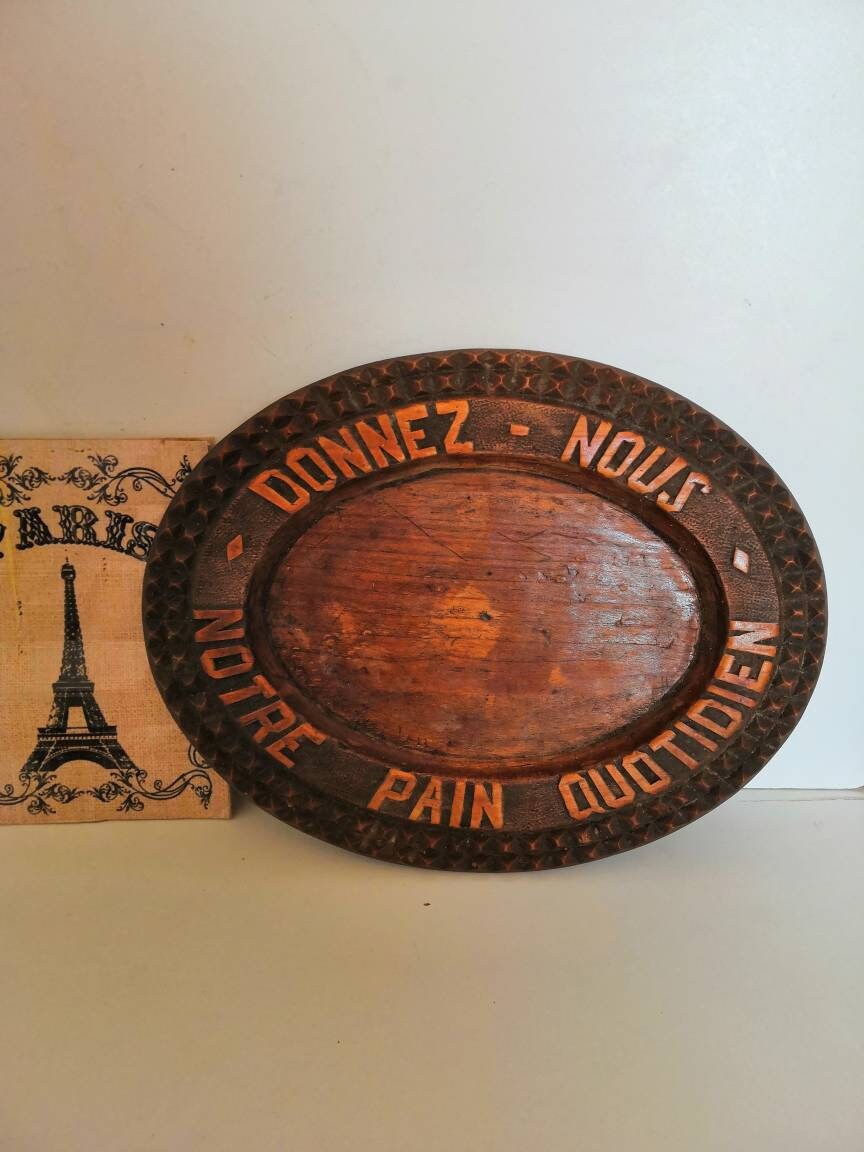 DONNEZ - NOUS
NOTRE PAIN QUOTIDIEN
PARIS